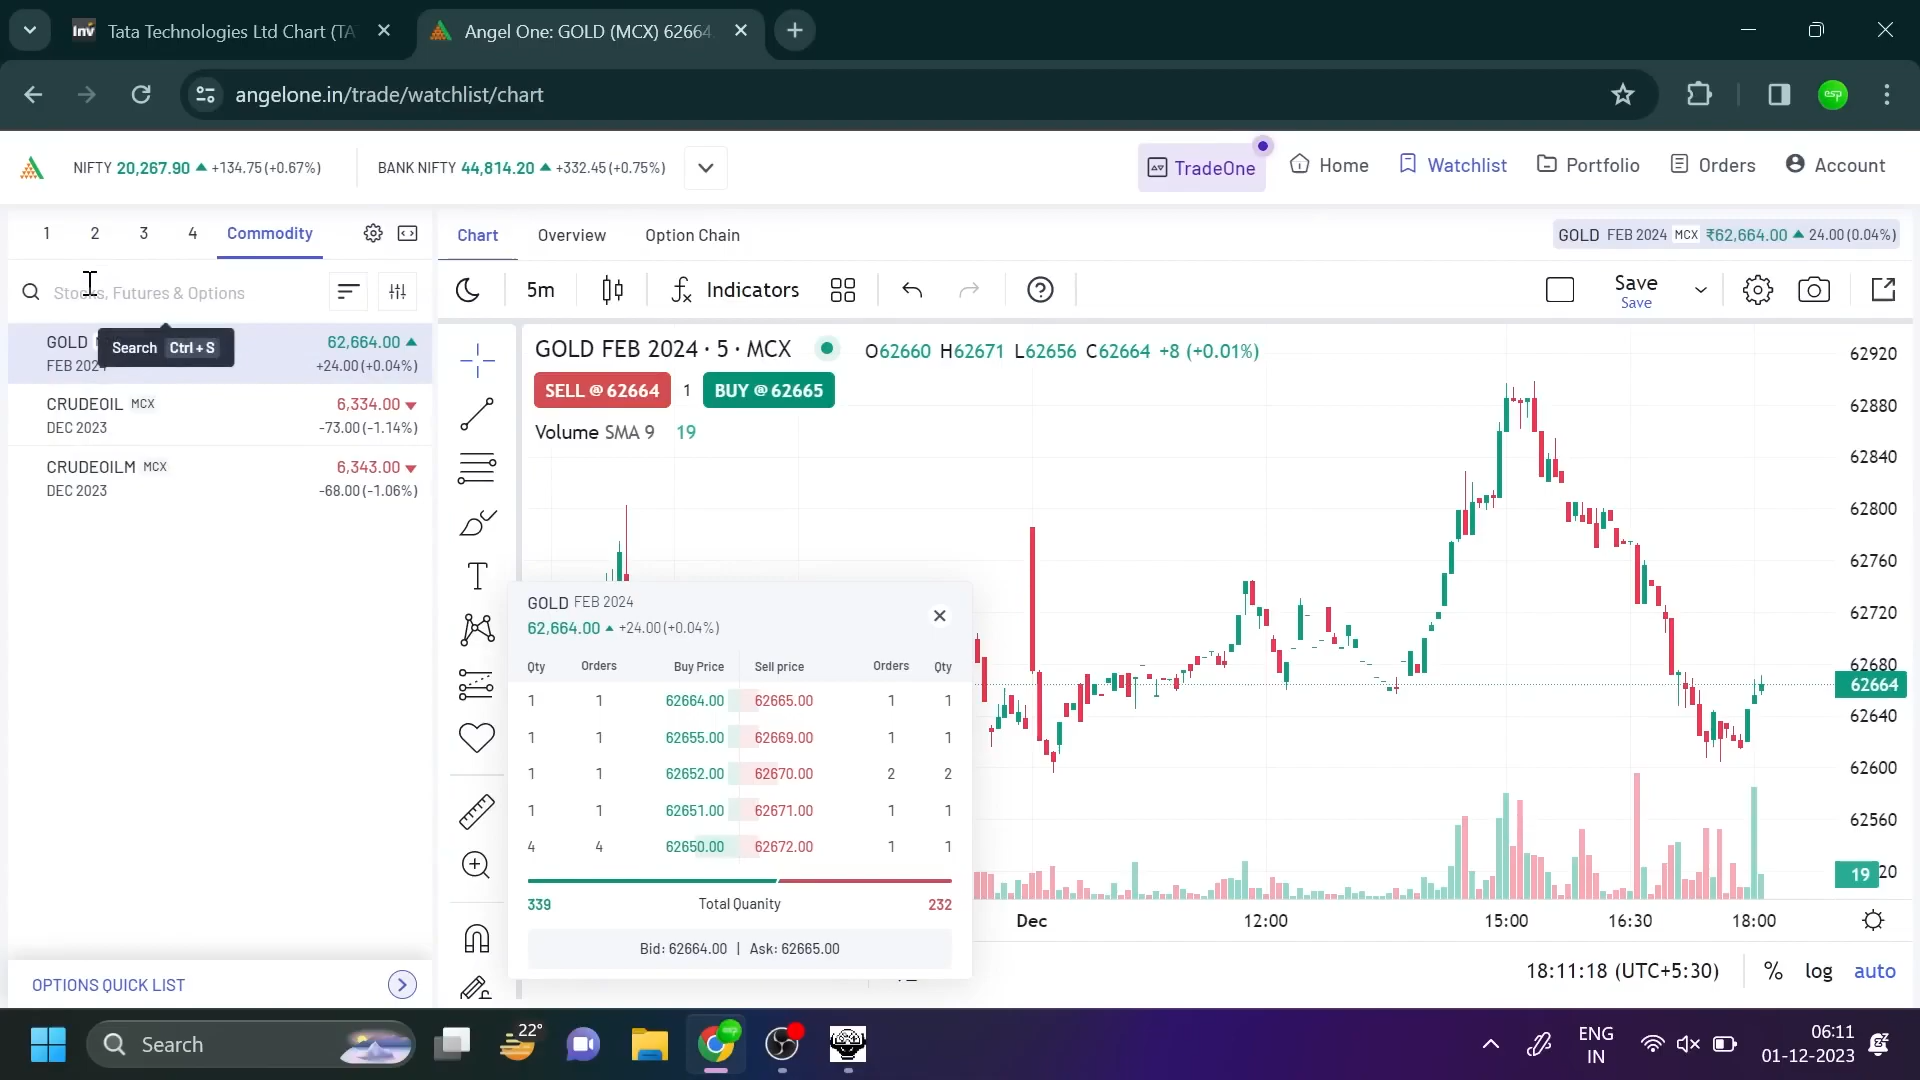 Tata Technologies Ltd Chart (TA
Angel One: GOLD (MCX) 62664.
angelone.in/trade/watchlist/chart
esp
NIFTY 20,267.90 +134.75(+0.67%)
BANK NIFTY 44,814.20 +332.45(+0.75%)
TradeOne
Home
Watchlist
Portfolio
Orders
Account
1 2 3 4 Commodity
Chart Overview Option Chain
GOLD FEB 2024 MCX ₹62,664.00 24.00(0.04%)
Stocks, Futures & Options
5m
Indicators
Save
Save
GOLD
62,664.00
FEB 2024
+24.00(+0.04%)
Search Ctrl + S
CRUDEOIL MCX
6,334.00
DEC 2023
-73.00(-1.14%)
CRUDEOILM MCX
6,343.00
DEC 2023
-68.00(-1.06%)
GOLD FEB 2024 · 5 · MCX
O62660 H62671 L62656 C62664 +8 (+0.01%)
SELL @ 62664 1 BUY @ 62665
Volume SMA 9 19
62920
62880
62840
62800
62760
62720
62680
62664
62640
62600
62560
19
20
GOLD FEB 2024
62,664.00 +24.00(+0.04%)
Qty Orders Buy Price Sell price Orders Qty
1 1 62664.00 62665.00 1 1
1 1 62655.00 62669.00 1 1
1 1 62652.00 62670.00 2 2
1 1 62651.00 62671.00 1 1
4 4 62650.00 62672.00 1 1
339 Total Quanity 232
Bid: 62664.00 | Ask: 62665.00
Dec 12:00 15:00 16:30 18:00
18:11:18 (UTC+5:30) % log auto
OPTIONS QUICK LIST
Search
22°
esp
ENG
IN
06:11
01-12-2023